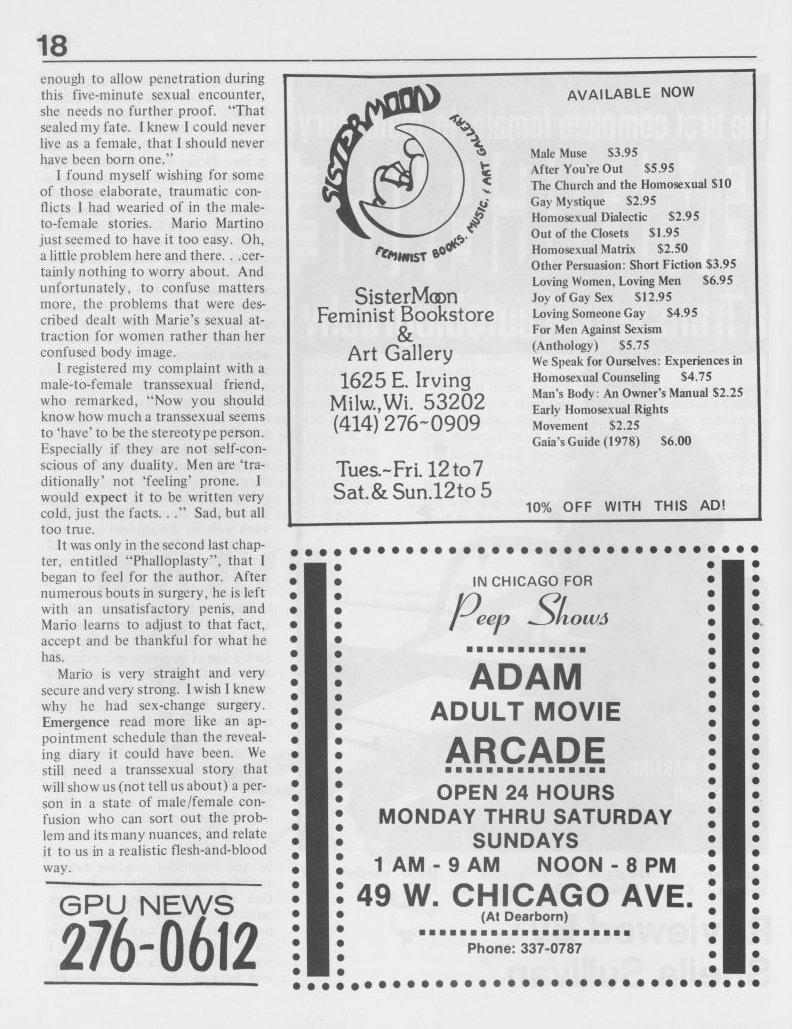 18
enough to allow penetration during
this five-minute sexual encounter,
she needs no further proof. “That
sealed my fate. I knew I could never
live as a female, that I should never
have been born one.”
I found myself wishing for some
of those elaborate, traumatic con-
flicts I had wearied of in the male-
to-female stories. Mario Martino
just seemed to have it too easy. Oh,
a little problem here and there. . .cer-
tainly nothing to worry about. And
unfortunately, to confuse matters
more, the problems that were des-
cribed dealt with Marie’s sexual at-
traction for women rather than her
confused body image.
I registered my complaint with a
male-to-female transsexual friend,
who remarked, “Now you should
know how much a transsexual seems
to ‘have’ to be the stereotype person.
Especially if they are not self-con-
scious of any duality. Men are ‘tra-
ditionally’ not ‘feeling’ prone. I
would expect it to be written very
cold, just the facts. . .” Sad, but all
too true.
It was only in the second last chap-
ter, entitled “Phalloplasty”, that I
began to feel for the author. After
numerous bouts in surgery, he is left
with an unsatisfactory penis, and
Mario learns to adjust to that fact,
accept and be thankful for what he
has.
Mario is very straight and very
secure and very strong. I wish I knew
why he had sex-change surgery.
Emergence read more like an ap-
pointment schedule than the reveal-
ing diary it could have been. We
still need a transsexual story that
will show us (not tell us about) a per-
son in a state of male/female con-
fusion who can sort out the prob-
lem and its many nuances, and relate
it to us in a realistic flesh-and-blood
way.
GPU NEWS
276-0612
SISTERMOON
FEMINIST BOOKS, MUSIC, & ART GALLERY
SisterMoon
Feminist Bookstore
&
Art Gallery
1625 E. Irving
Milw., Wi. 53202
(414) 276~0909
Tues.~Fri. 12 to 7
Sat. & Sun. 12 to 5
AVAILABLE NOW
Male Muse $3.95
After You’re Out $5.95
The Church and the Homosexual $10
Gay Mystique $2.95
Homosexual Dialectic $2.95
Out of the Closets $1.95
Homosexual Matrix $2.50
Other Persuasion: Short Fiction $3.95
Loving Women, Loving Men $6.95
Joy of Gay Sex $12.95
Loving Someone Gay $4.95
For Men Against Sexism
(Anthology) $5.75
We Speak for Ourselves: Experiences in
Homosexual Counseling $4.75
Man’s Body: An Owner’s Manual $2.25
Early Homosexual Rights
Movement $2.25
Gaia’s Guide (1978) $6.00
10% OFF WITH THIS AD!
IN CHICAGO FOR
Peep Shows
ADAM
ADULT MOVIE
ARCADE
OPEN 24 HOURS
MONDAY THRU SATURDAY
SUNDAYS
1 AM - 9 AM NOON - 8 PM
49 W. CHICAGO AVE.
(At Dearborn)
Phone: 337-0787